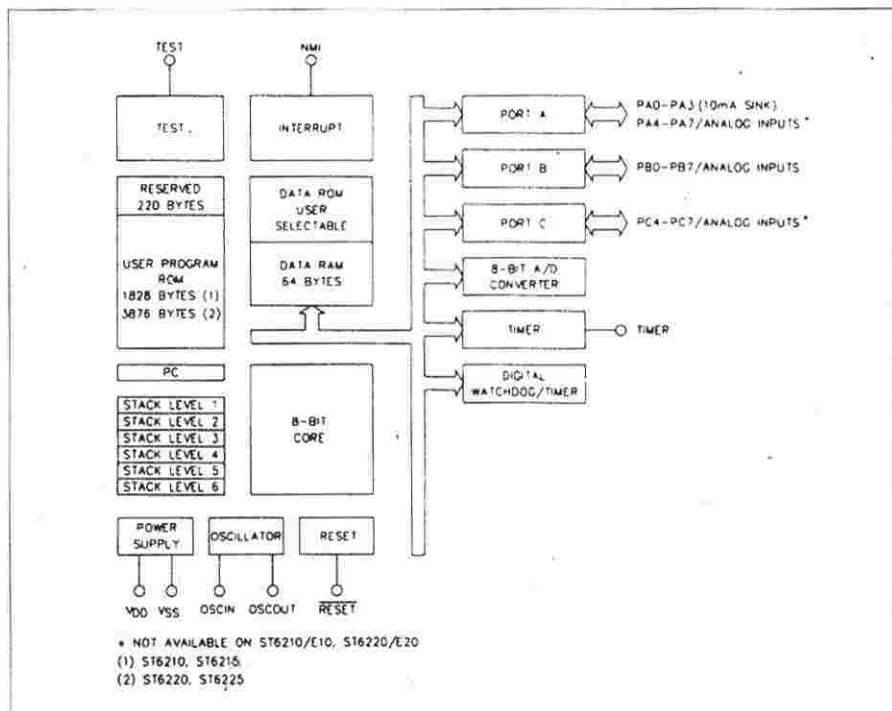 TEST
NMI
TEST
INTERRUPT
RESERVED
220 BYTES
USER PROGRAM
ROM
1828 BYTES (1)
3876 BYTES (2)
DATA ROM
USER
SELECTABLE
DATA RAM
64 BYTES
PC
STACK LEVEL 1
STACK LEVEL 2
STACK LEVEL 3
STACK LEVEL 4
STACK LEVEL 5
STACK LEVEL 6
8-BIT
CORE
POWER
SUPPLY
OSCILLATOR
RESET
VDD
VSS
OSCIN
OSCOUT
RESET
PORT A
PA0-PA3 (10mA SINK)
PA4-PA7/ANALOG INPUTS *
PORT B
PB0-PB7/ANALOG INPUTS
PORT C
PC4-PC7/ANALOG INPUTS *
8-BIT A/D
CONVERTER
TIMER
TIMER
DIGITAL
WATCHDOG/TIMER
* NOT AVAILABLE ON ST6210/E10, ST6220/E20
(1) ST6210, ST6215
(2) ST6220, ST6225